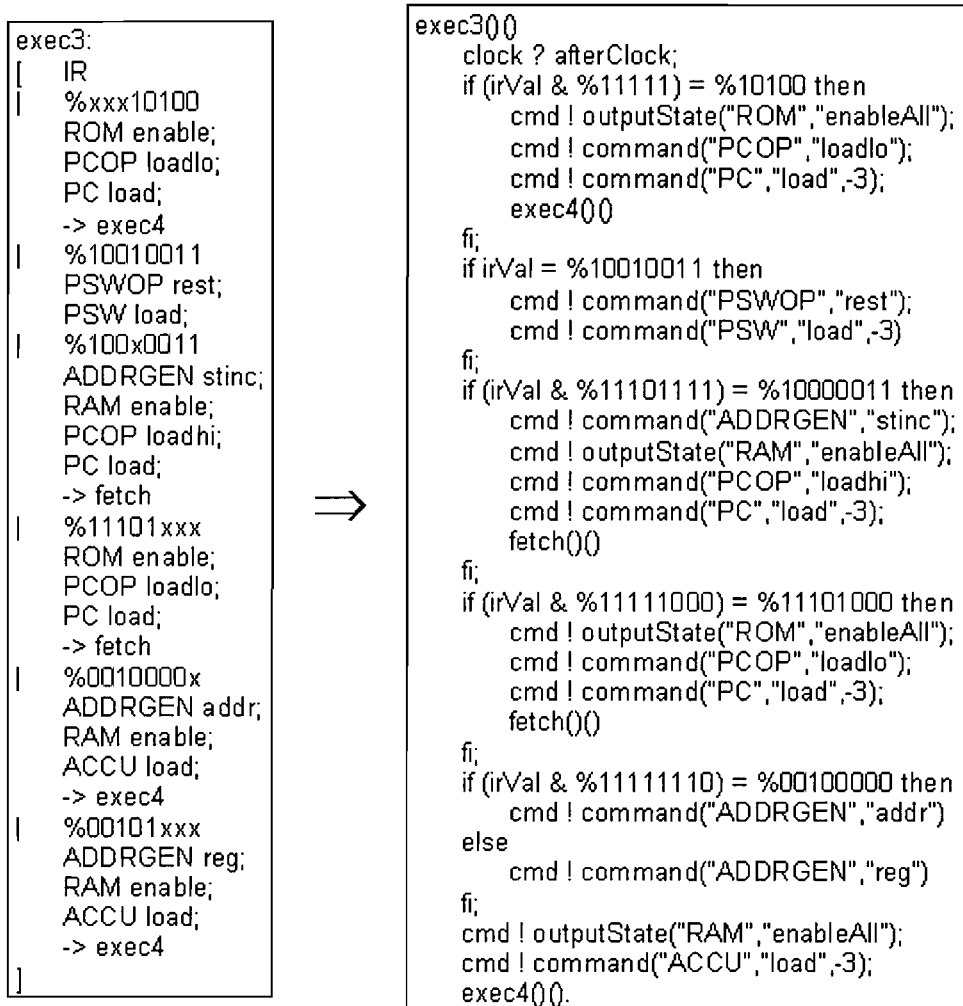 exec3:
[ IR
| %xxx10100
ROM enable;
PCOP loadlo;
PC load;
-> exec4
| %10010011
PSWOP rest;
PSW load;
| %100x0011
ADDRGEN stinc;
RAM enable;
PCOP loadhi;
PC load;
-> fetch
| %11101xxx
ROM enable;
PCOP loadlo;
PC load;
-> fetch
| %0010000x
ADDRGEN addr;
RAM enable;
ACCU load;
-> exec4
| %00101xxx
ADDRGEN reg;
RAM enable;
ACCU load;
-> exec4
]
⇒
exec3()()
clock ? afterClock;
if (irVal & %11111) = %10100 then
cmd ! outputState("ROM","enableAll");
cmd ! command("PCOP","loadlo");
cmd ! command("PC","load",-3);
exec4()()
fi;
if irVal = %10010011 then
cmd ! command("PSWOP","rest");
cmd ! command("PSW","load",-3)
fi;
if (irVal & %11101111) = %10000011 then
cmd ! command("ADDRGEN","stinc");
cmd ! outputState("RAM","enableAll");
cmd ! command("PCOP","loadhi");
cmd ! command("PC","load",-3);
fetch()()
fi;
if (irVal & %11111000) = %11101000 then
cmd ! outputState("ROM","enableAll");
cmd ! command("PCOP","loadlo");
cmd ! command("PC","load",-3);
fetch()()
fi;
if (irVal & %11111110) = %00100000 then
cmd ! command("ADDRGEN","addr")
else
cmd ! command("ADDRGEN","reg")
fi;
cmd ! outputState("RAM","enableAll");
cmd ! command("ACCU","load",-3);
exec4()().